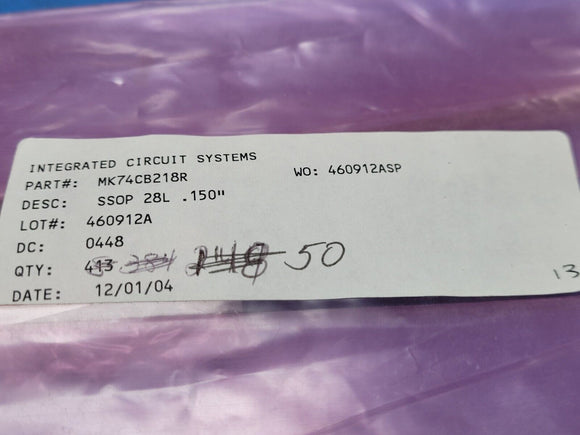 INTEGRATED CIRCUIT SYSTEMS
PART#: MK74CB218R WO: 460912ASP
DESC: SSOP 28L .150"
LOT#: 460912A
DC: 0448
QTY: 413 384 50
DATE: 12/01/04
13